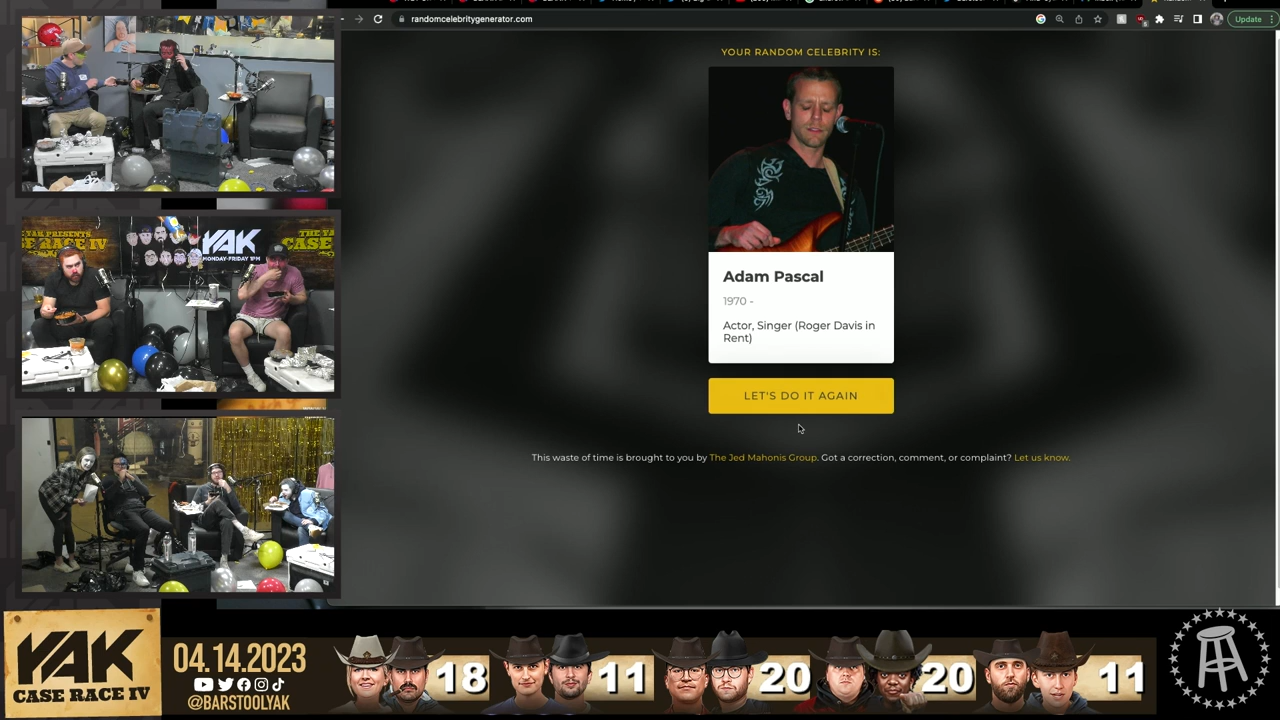 randomcelebritygenerator.com
Update
YOUR RANDOM CELEBRITY IS:
Adam Pascal
1970 -
Actor, Singer (Roger Davis in
Rent)
LET'S DO IT AGAIN
This waste of time is brought to you by The Jed Mahonis Group. Got a correction, comment, or complaint? Let us know.
YAK
MONDAY-FRIDAY 1PM
YAK
CASE RACE IV
04.14.2023
@BARSTOOLYAK
18
11
20
20
11